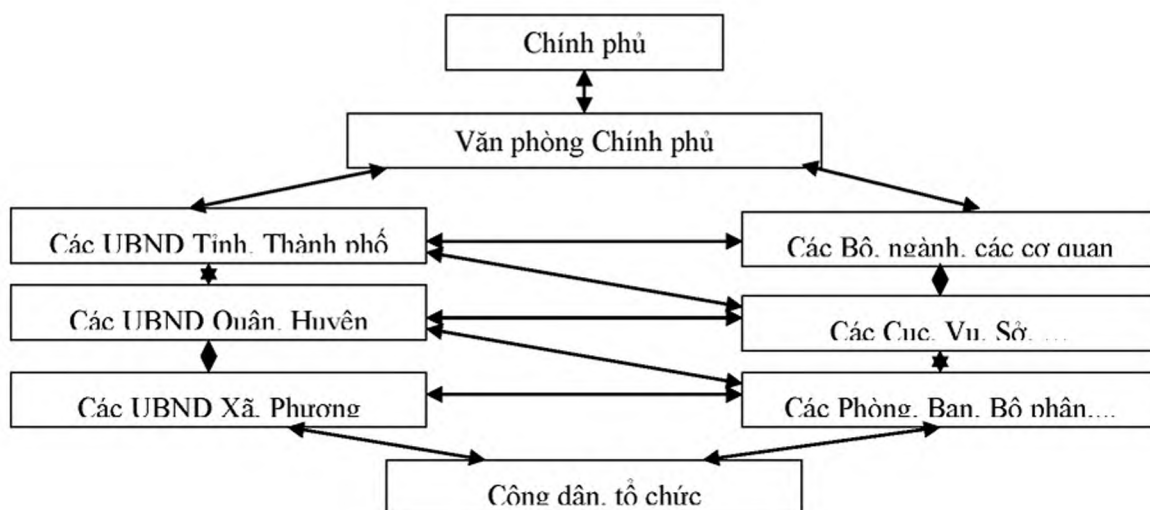 Chính phủ
Văn phòng Chính phủ
Các UBND Tỉnh, Thành phố
Các Bộ, ngành, các cơ quan
Các UBND Quận, Huyện
Các Cục, Vụ, Sở, ...
Các UBND Xã, Phường
Các Phòng, Ban, Bộ phận,...
Công dân, tổ chức